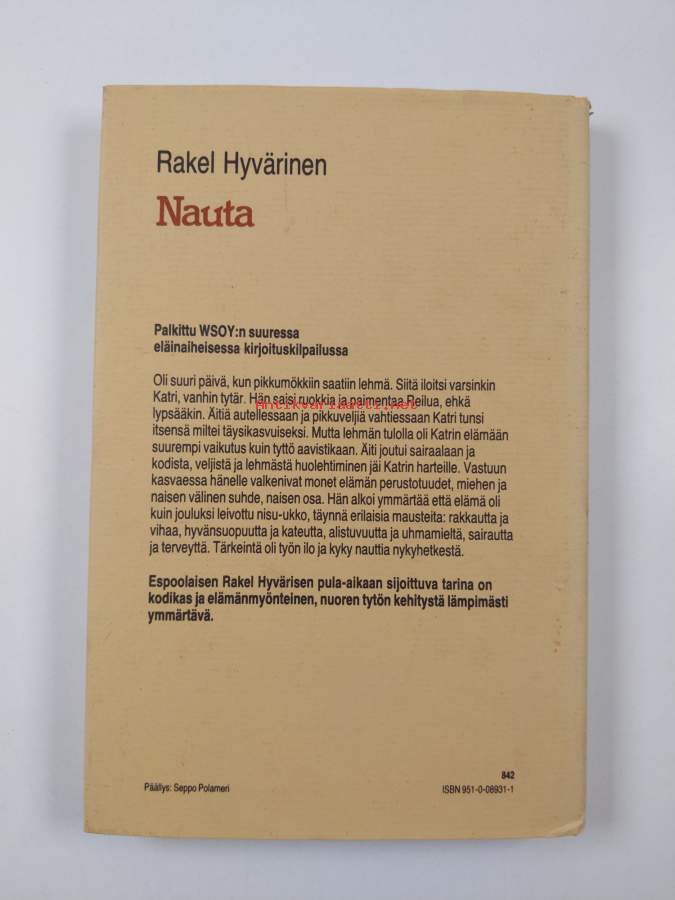 Rakel Hyvärinen
Nauta
Palkittu WSOY:n suuressa
eläinaiheisessa kirjoituskilpailussa
Oli suuri päivä, kun pikkumökkiin saatiin lehmä. Siitä iloitsi varsinkin
Katri, vanhin tytär. Hän saisi ruokkia ja paimentaa Reilua, ehkä
Antikvariaatti.net
lypsääkin. Äitiä autellessaan ja pikkuveljiä vahtiessaan Katri tunsi
itsensä miltei täysikasvuiseksi. Mutta lehmän tulolla oli Katrin elämään
suurempi vaikutus kuin tyttö aavistikaan. Äiti joutui sairaalaan ja
kodista, veljistä ja lehmästä huolehtiminen jäi Katrin harteille. Vastuun
kasvaessa hänelle valkenivat monet elämän perustotuudet, miehen ja
naisen välinen suhde, naisen osa. Hän alkoi ymmärtää että elämä oli
kuin jouluksi leivottu nisu-ukko, täynnä erilaisia mausteita: rakkautta ja
vihaa, hyvänsuopuutta ja kateutta, alistuvuutta ja uhmamieltä, sairautta
ja terveyttä. Tärkeintä oli työn ilo ja kyky nauttia nykyhetkestä.
Espoolaisen Rakel Hyvärisen pula-aikaan sijoittuva tarina on
kodikas ja elämänmyönteinen, nuoren tytön kehitystä lämpimästi
ymmärtävä.
842
Päällys: Seppo Polameri
ISBN 951-0-08931-1